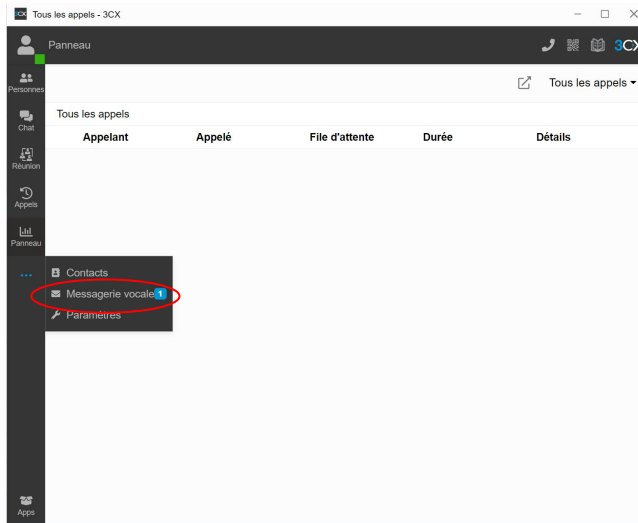 3CX Tous les appels - 3CX
Panneau
3CX
Personnes
Tous les appels
Chat
Tous les appels
Appelant Appelé File d'attente Durée Détails
Réunion
Appels
Panneau
Contacts
Messagerie vocale 1
Paramètres
Apps